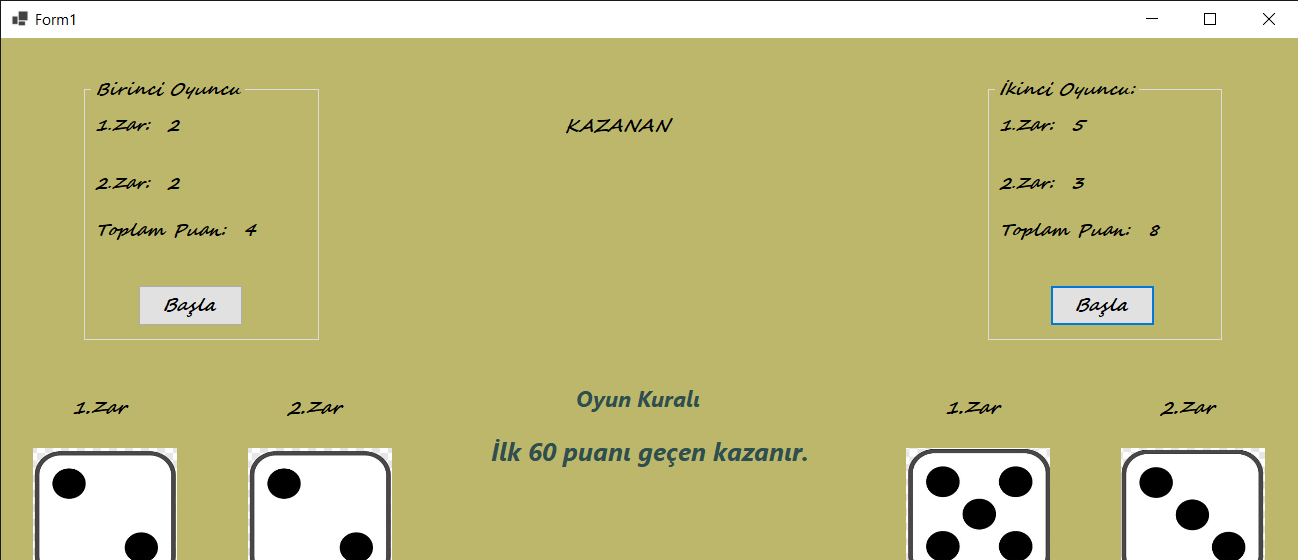 Form1
Birinci Oyuncu
1.Zar: 2
2.Zar: 2
Toplam Puan: 4
Başla
KAZANAN
İkinci Oyuncu:
1.Zar: 5
2.Zar: 3
Toplam Puan: 8
Başla
1.Zar
2.Zar
Oyun Kuralı
İlk 60 puanı geçen kazanır.
1.Zar
2.Zar